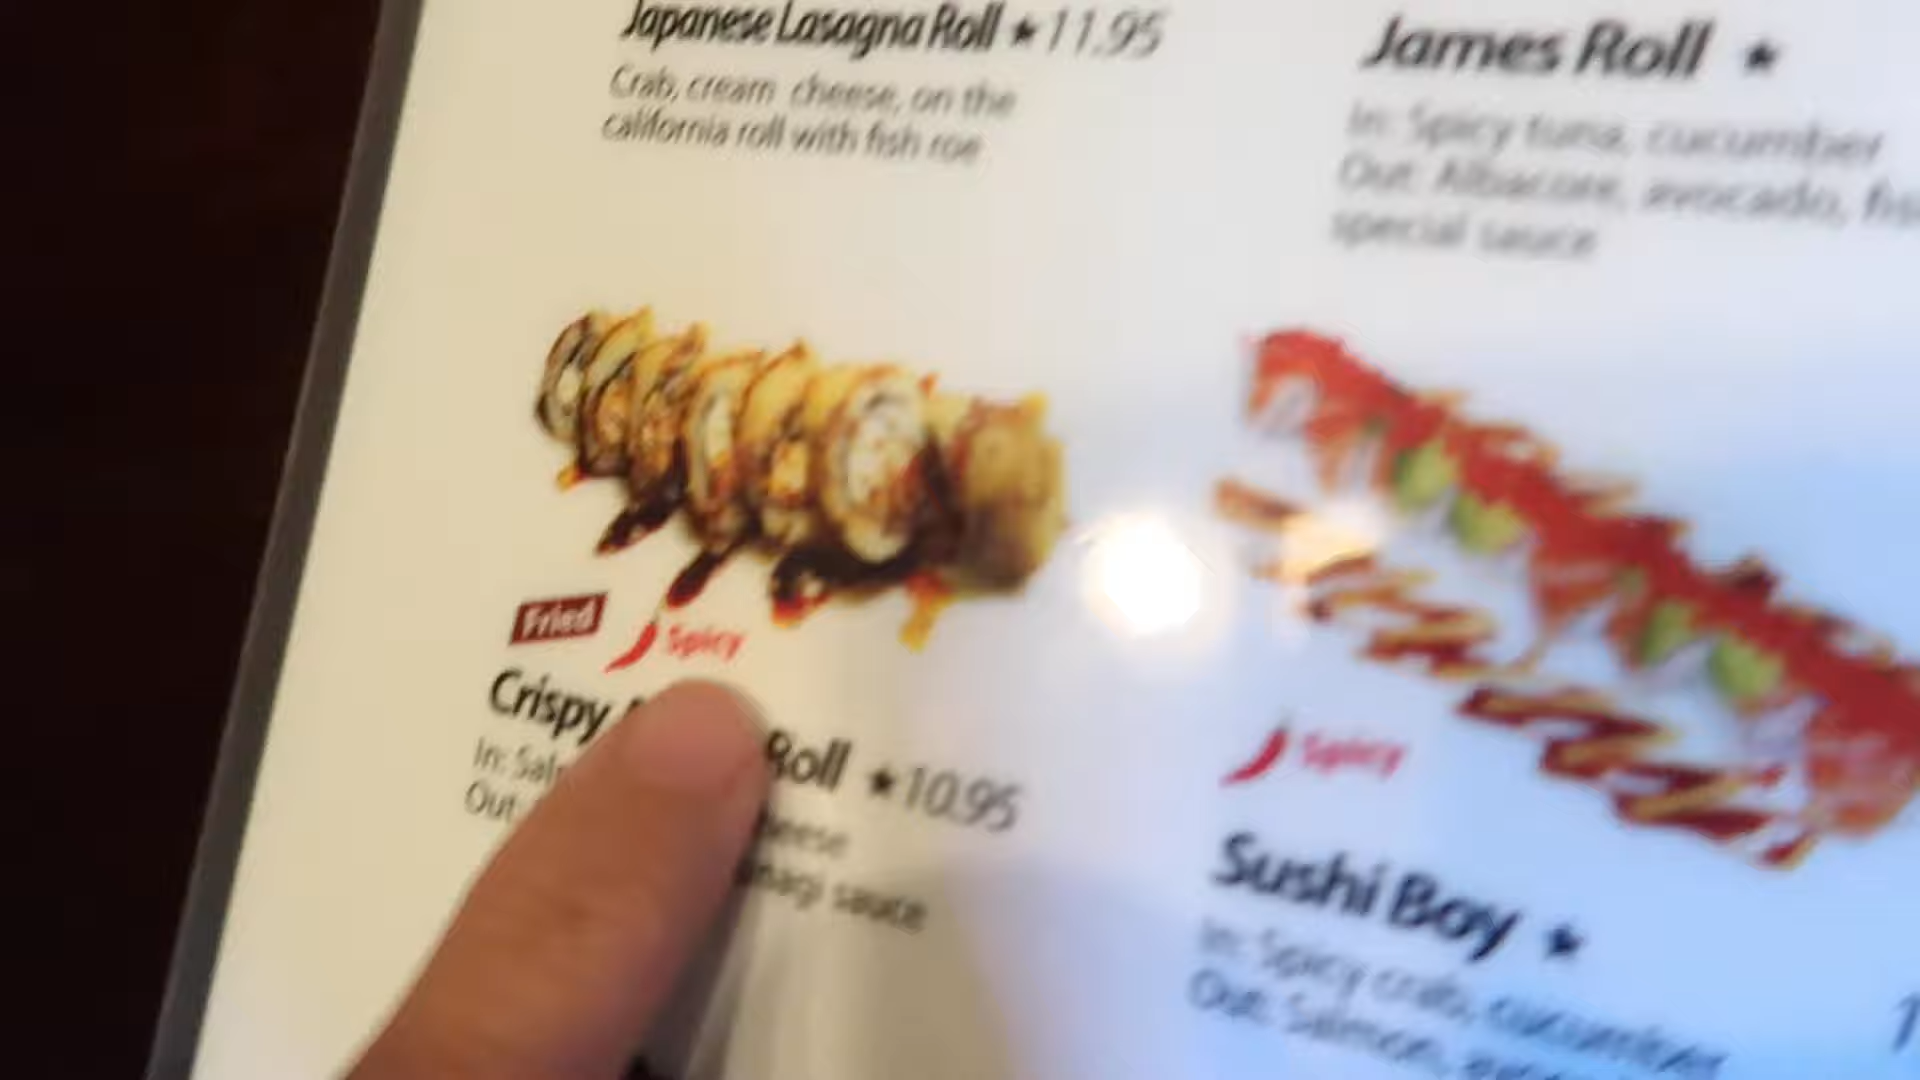 Japanese Lasagna Roll ★ 11.95
Crab, cream cheese, on the
california roll with fish roe
James Roll ★
In: Spicy tuna, cucumber
Out: Albacore, avocado,
special sauce
Fried Spicy
Crispy Roll ★ 10.95
In:
Out:
sauce
Spicy
Sushi Boy ★
In: Spicy crab, cucumber
Out: Salmon,